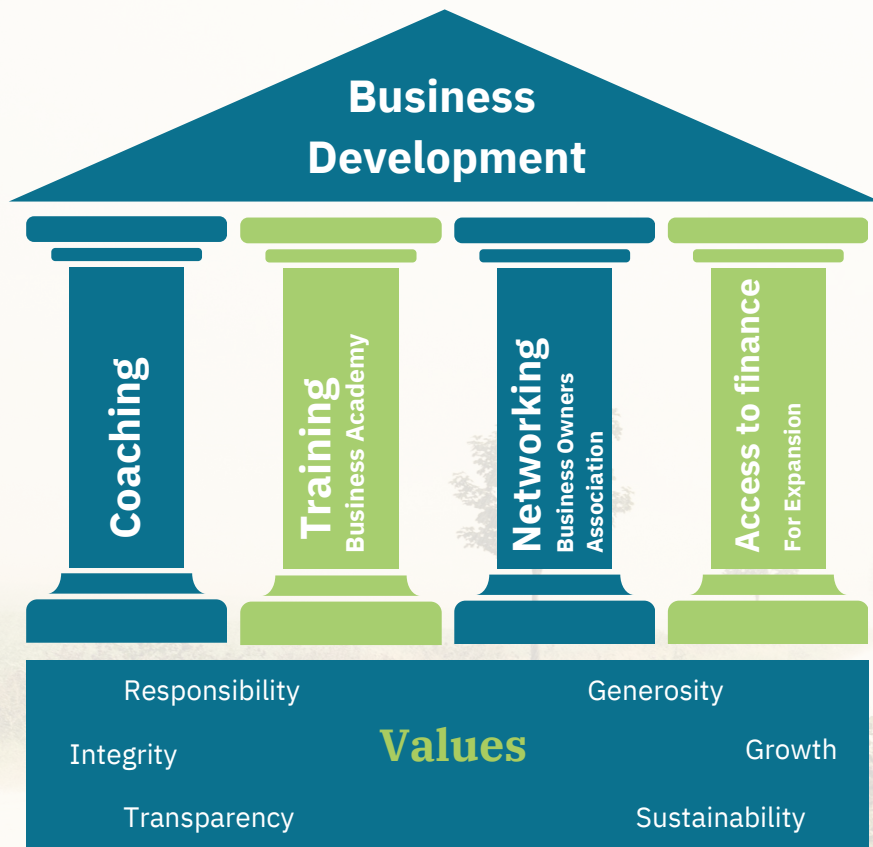 Business
Development
Coaching
Training
Business Academy
Networking
Business Owners
Association
Access to finance
For Expansion
Responsibility
Generosity
Integrity
Values
Growth
Transparency
Sustainability